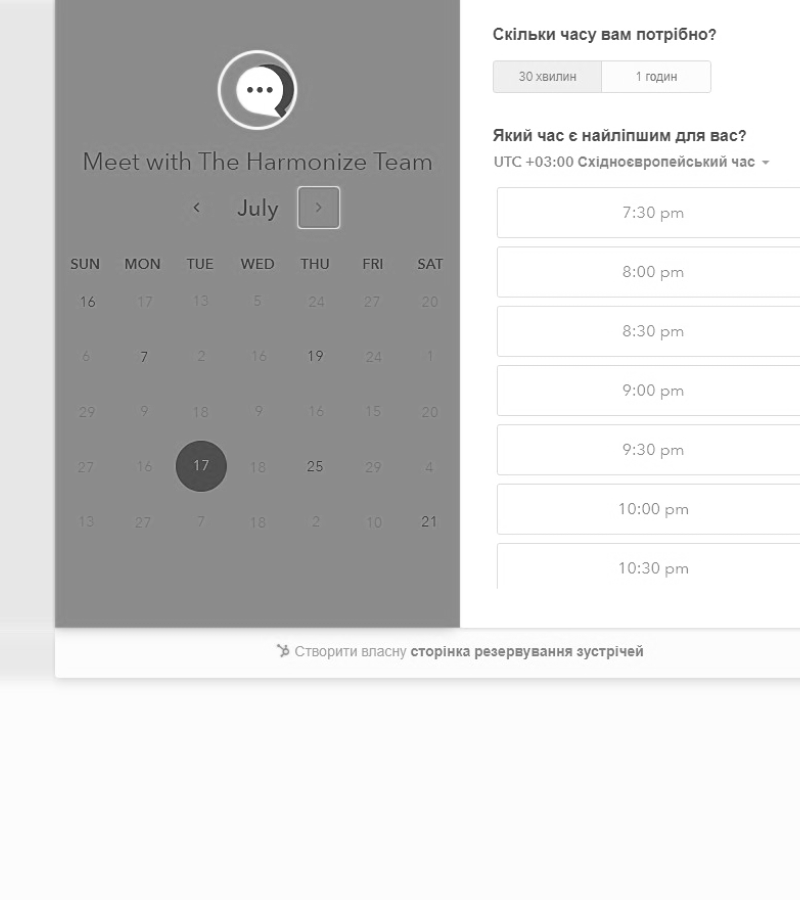 Meet with The Harmonize Team
July
SUN MON TUE WED THU FRI SAT
16 17 13 5 24 27 20
6 7 2 16 19 24 1
29 9 18 9 16 15 20
27 16 17 18 25 29 4
13 27 7 18 2 10 21
Скільки часу вам потрібно?
30 хвилин 1 годин
Який час є найліпшим для вас?
UTC +03:00 Східноєвропейський час
7:30 pm
8:00 pm
8:30 pm
9:00 pm
9:30 pm
10:00 pm
10:30 pm
Створити власну сторінка резервування зустрічей